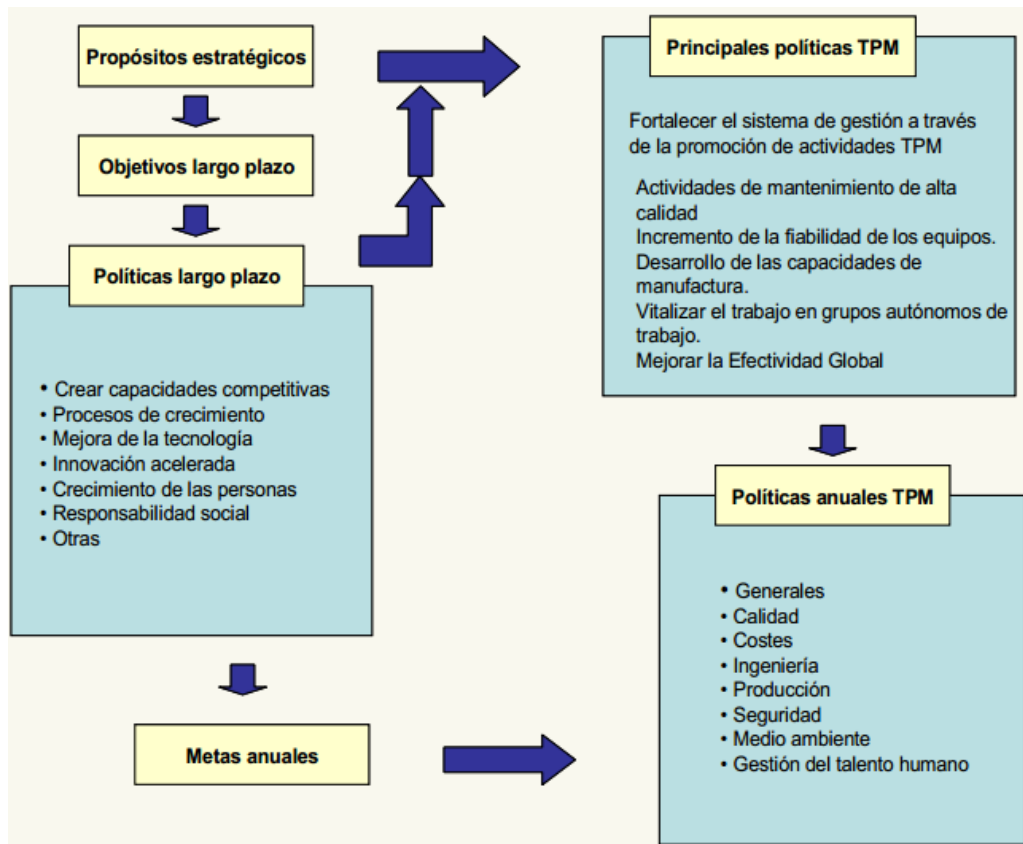 Propósitos estratégicos
Objetivos largo plazo
Políticas largo plazo
• Crear capacidades competitivas
• Procesos de crecimiento
• Mejora de la tecnología
• Innovación acelerada
• Crecimiento de las personas
• Responsabilidad social
• Otras
Metas anuales
Principales políticas TPM
Fortalecer el sistema de gestión a través
de la promoción de actividades TPM
Actividades de mantenimiento de alta
calidad
Incremento de la fiabilidad de los equipos.
Desarrollo de las capacidades de
manufactura.
Vitalizar el trabajo en grupos autónomos de
trabajo.
Mejorar la Efectividad Global
Políticas anuales TPM
• Generales
• Calidad
• Costes
• Ingeniería
• Producción
• Seguridad
• Medio ambiente
• Gestión del talento humano